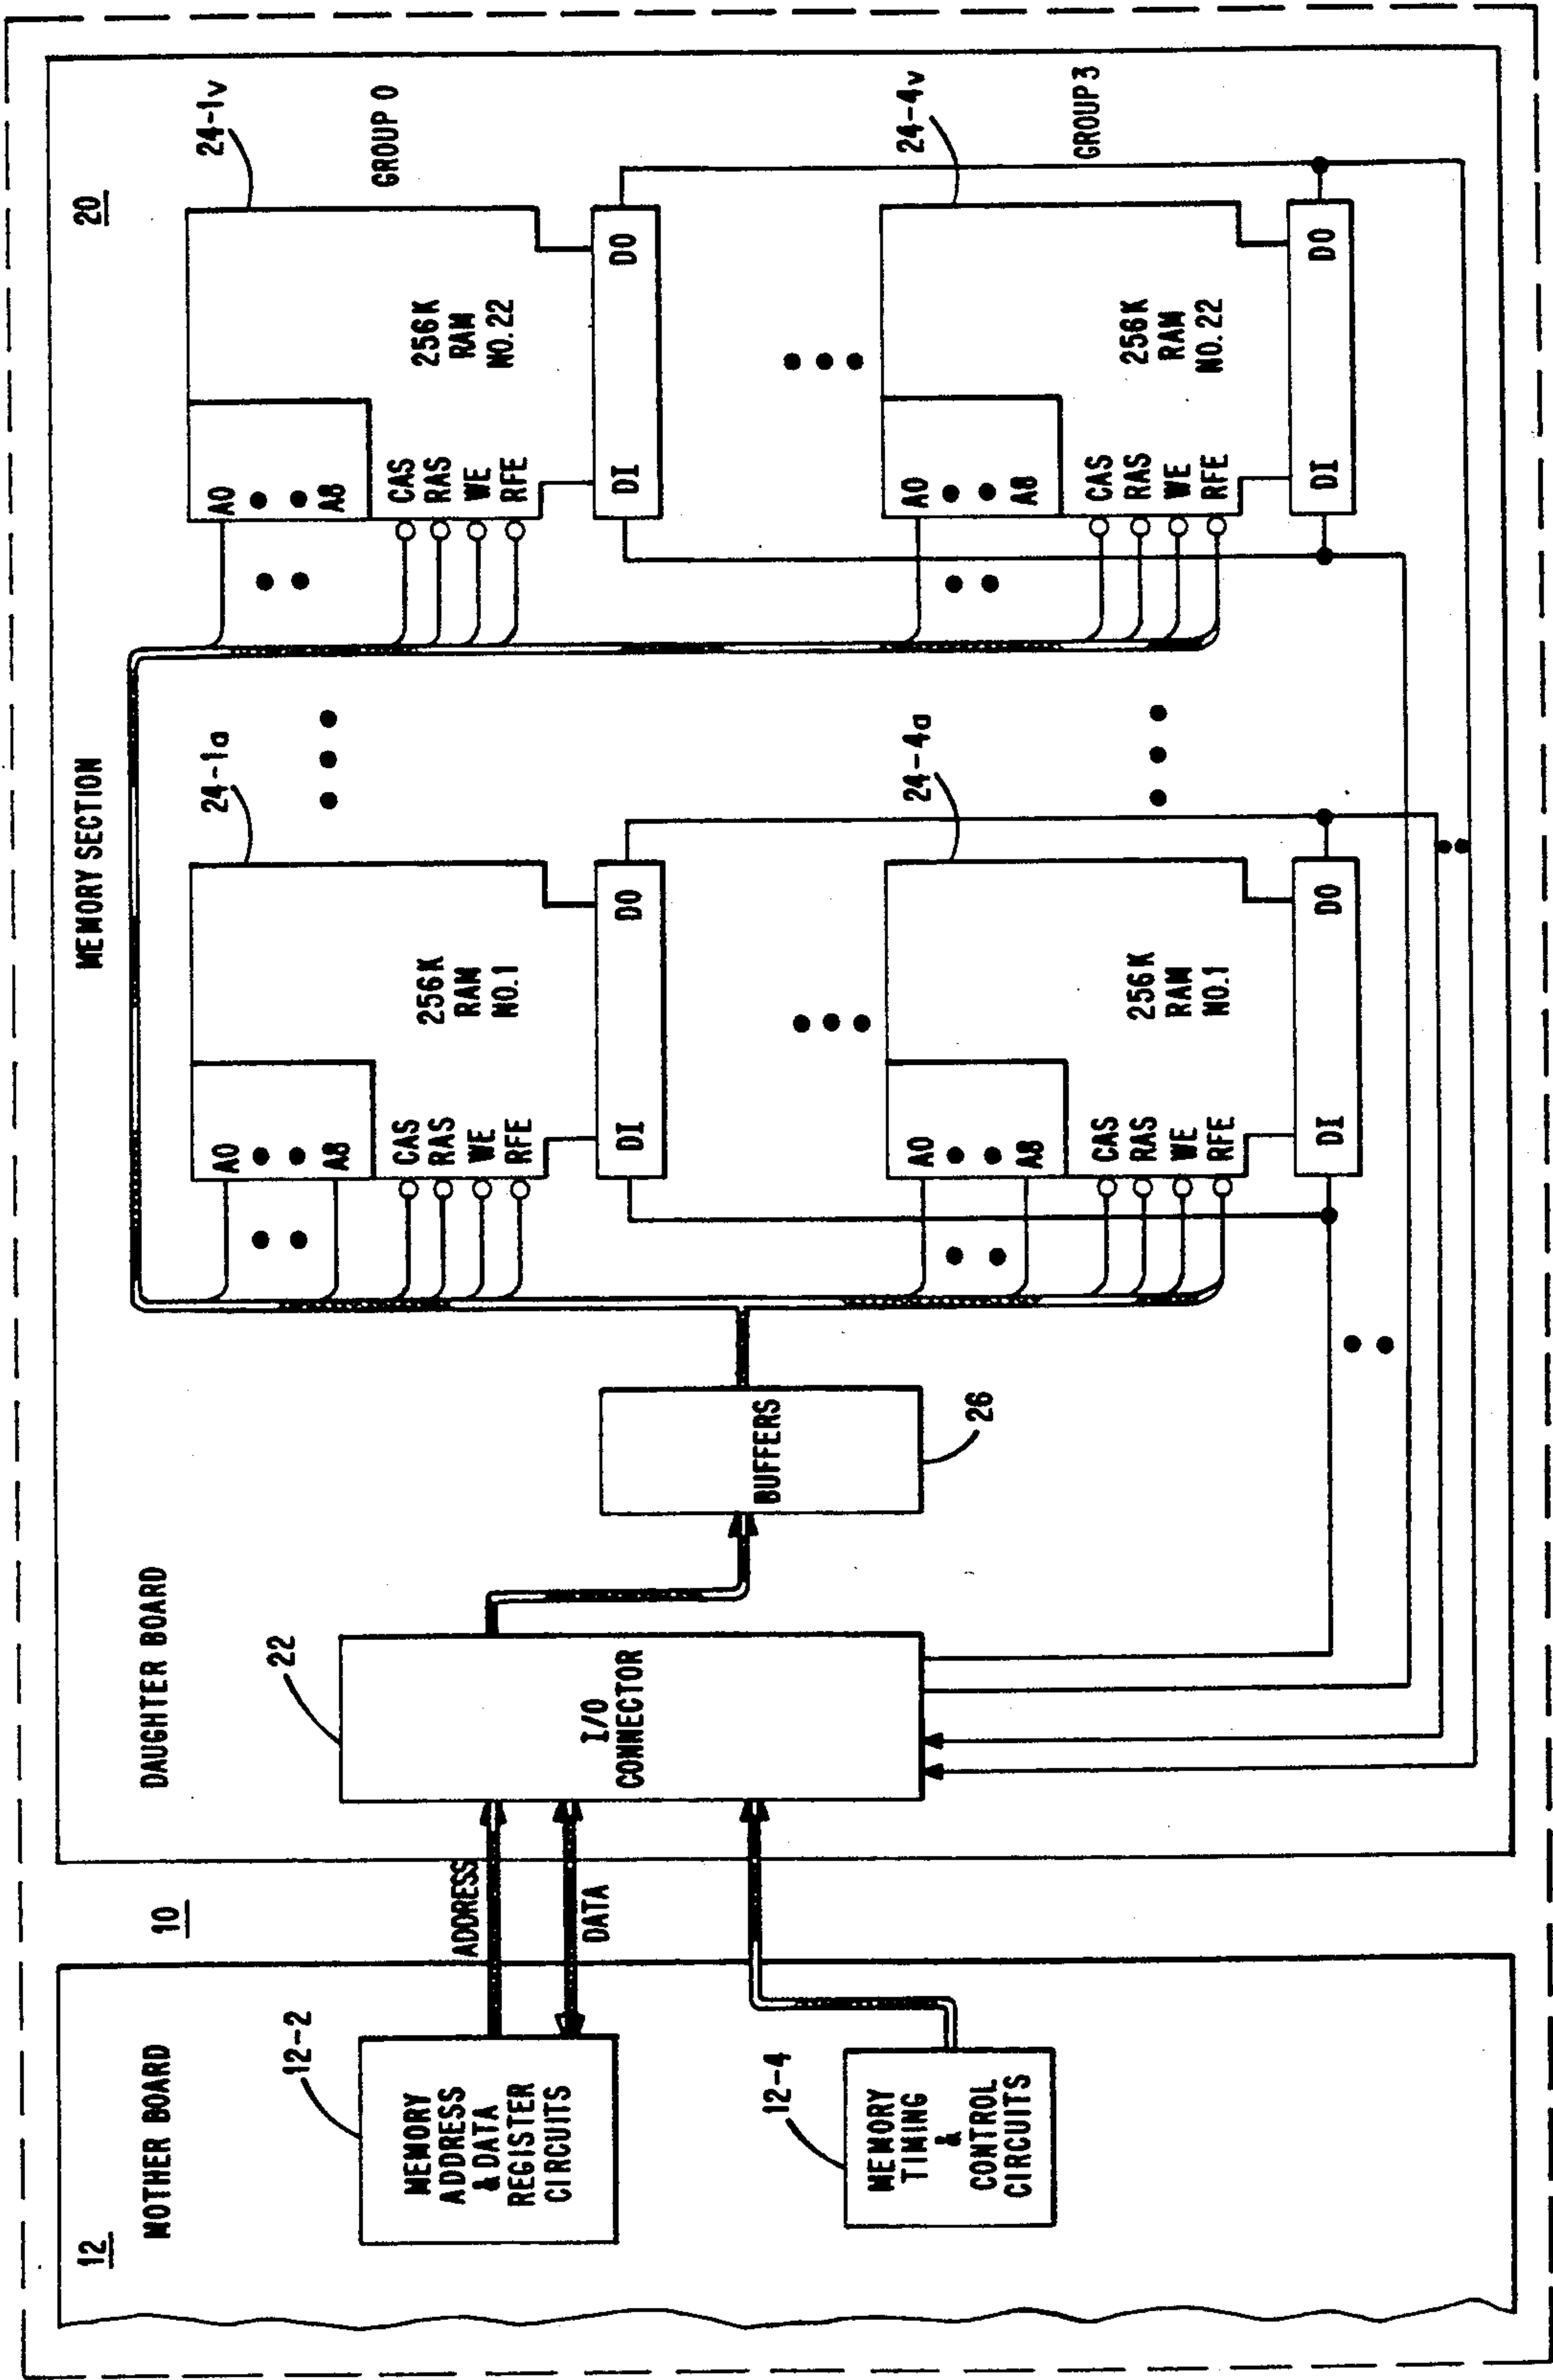 12
MOTHER BOARD
12-2
MEMORY
ADDRESS
& DATA
REGISTER
CIRCUITS
12-4
MEMORY
TIMING
&
CONTROL
CIRCUITS
10
ADDRESS
DATA
DAUGHTER BOARD
22
I/O
CONNECTOR
BUFFERS
26
MEMORY SECTION
20
24-1a
A0
A8
CAS
RAS
WE
RFE
256K
RAM
NO.1
DI
DO
24-1v
GROUP 0
A0
A8
CAS
RAS
WE
RFE
256K
RAM
NO.22
DI
DO
24-4a
A0
A8
CAS
RAS
WE
RFE
256K
RAM
NO.1
DI
DO
24-4v
GROUP 3
A0
A8
CAS
RAS
WE
RFE
256K
RAM
NO.22
DI
DO